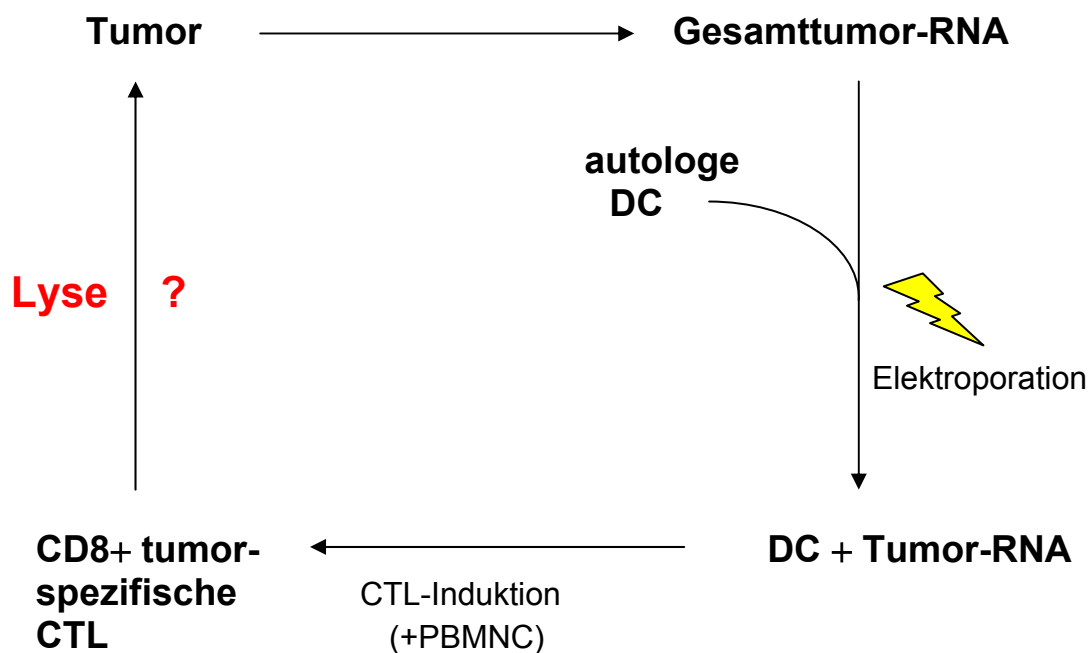 Tumor
Gesamttumor-RNA
autologe
DC
Lyse ?
Elektroporation
DC + Tumor-RNA
CD8+ tumor-
spezifische
CTL
CTL-Induktion
(+PBMNC)